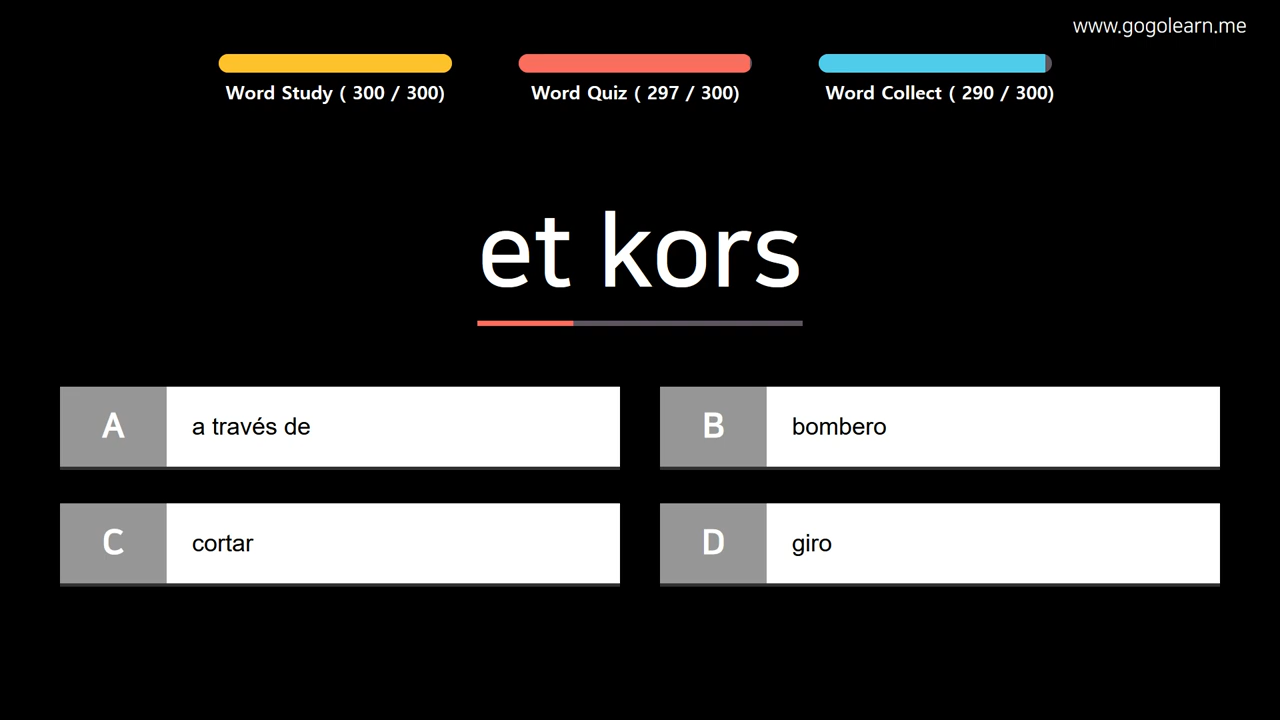 www.gogolearn.me
Word Study ( 300 / 300)
Word Quiz ( 297 / 300)
Word Collect ( 290 / 300)
et kors
A
a través de
B
bombero
C
cortar
D
giro